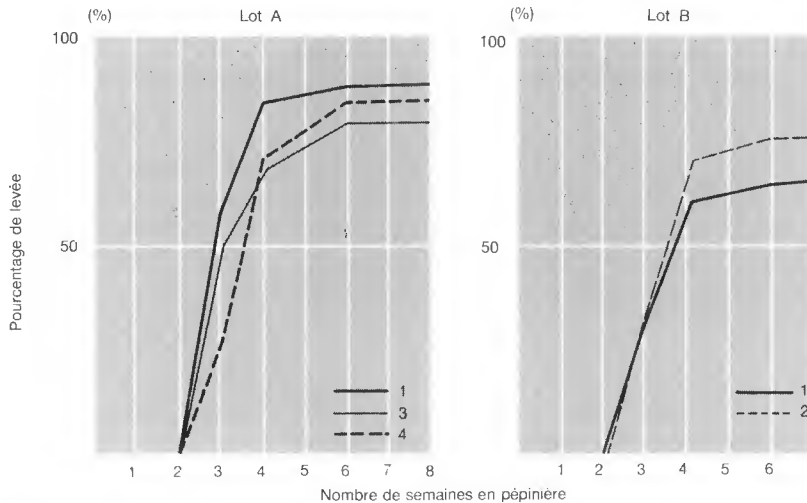 (%) Lot A
100
50
Pourcentage de levée
1
3
4
1 2 3 4 6 7 8
(%) Lot B
100
50
1
2
1 2 3 4 5 6
Nombre de semaines en pépinière